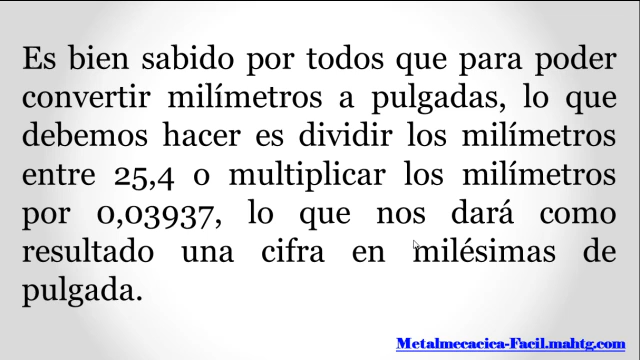 Es bien sabido por todos que para poder
convertir milímetros a pulgadas, lo que
debemos hacer es dividir los milímetros
entre 25,4 o multiplicar los milímetros
por 0,03937, lo que nos dará como
resultado una cifra en milésimas de
pulgada.
Metalmecacica-Facil.mahtg.com